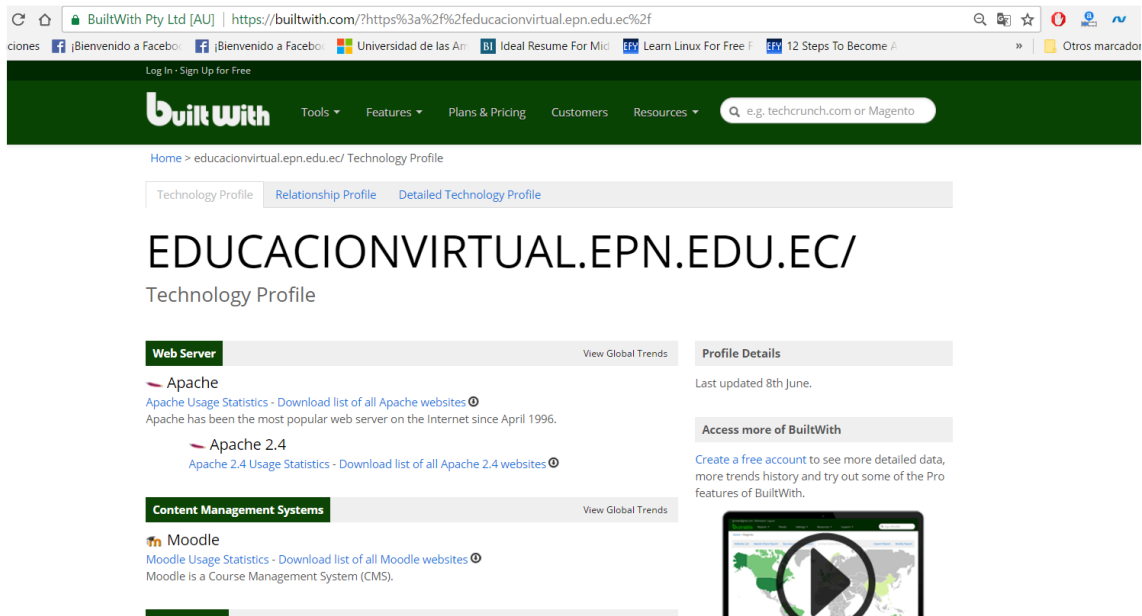 BuiltWith Pty Ltd [AU] | https://builtwith.com/?https%3a%2f%2feducacionvirtual.epn.edu.ec%2f
ciones ¡Bienvenido a Faceboo ¡Bienvenido a Faceboo Universidad de las Am Ideal Resume For Mid EFY Learn Linux For Free F EFY 12 Steps To Become A » Otros marcador
Log In · Sign Up for Free
Built With Tools Features Plans & Pricing Customers Resources e.g. techcrunch.com or Magento
Home > educacionvirtual.epn.edu.ec/ Technology Profile
Technology Profile Relationship Profile Detailed Technology Profile
EDUCACIONVIRTUAL.EPN.EDU.EC/
Technology Profile
Web Server View Global Trends
Apache
Apache Usage Statistics - Download list of all Apache websites
Apache has been the most popular web server on the Internet since April 1996.
Apache 2.4
Apache 2.4 Usage Statistics - Download list of all Apache 2.4 websites
Content Management Systems View Global Trends
Moodle
Moodle Usage Statistics - Download list of all Moodle websites
Moodle is a Course Management System (CMS).
Profile Details
Last updated 8th June.
Access more of BuiltWith
Create a free account to see more detailed data,
more trends history and try out some of the Pro
features of BuiltWith.